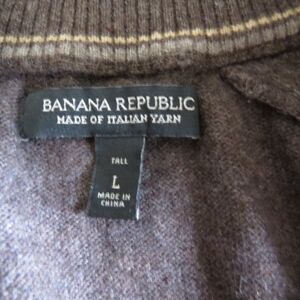 BANANA REPUBLIC
MADE OF ITALIAN YARN
TALL
L
MADE IN
CHINA